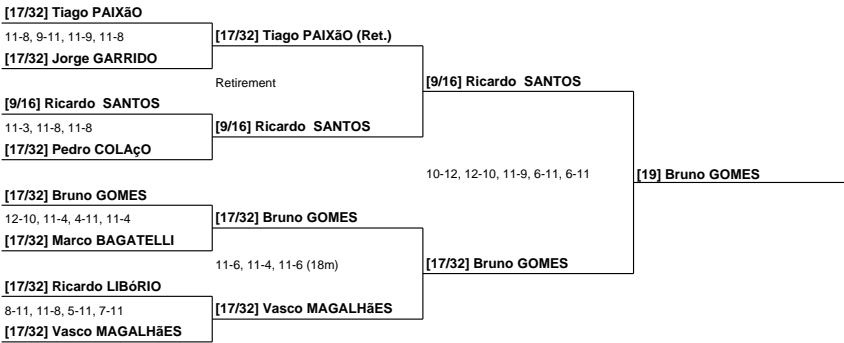 [17/32] Tiago PAIXãO
11-8, 9-11, 11-9, 11-8
[17/32] Jorge GARRIDO
[17/32] Tiago PAIXãO (Ret.)
Retirement
[9/16] Ricardo  SANTOS
11-3, 11-8, 11-8
[17/32] Pedro COLAçO
[9/16] Ricardo  SANTOS
[9/16] Ricardo  SANTOS
10-12, 12-10, 11-9, 6-11, 6-11
[19] Bruno GOMES
[17/32] Bruno GOMES
12-10, 11-4, 4-11, 11-4
[17/32] Marco BAGATELLI
[17/32] Bruno GOMES
11-6, 11-4, 11-6 (18m)
[17/32] Bruno GOMES
[17/32] Ricardo LIBóRIO
8-11, 11-8, 5-11, 7-11
[17/32] Vasco MAGALHãES
[17/32] Vasco MAGALHãES